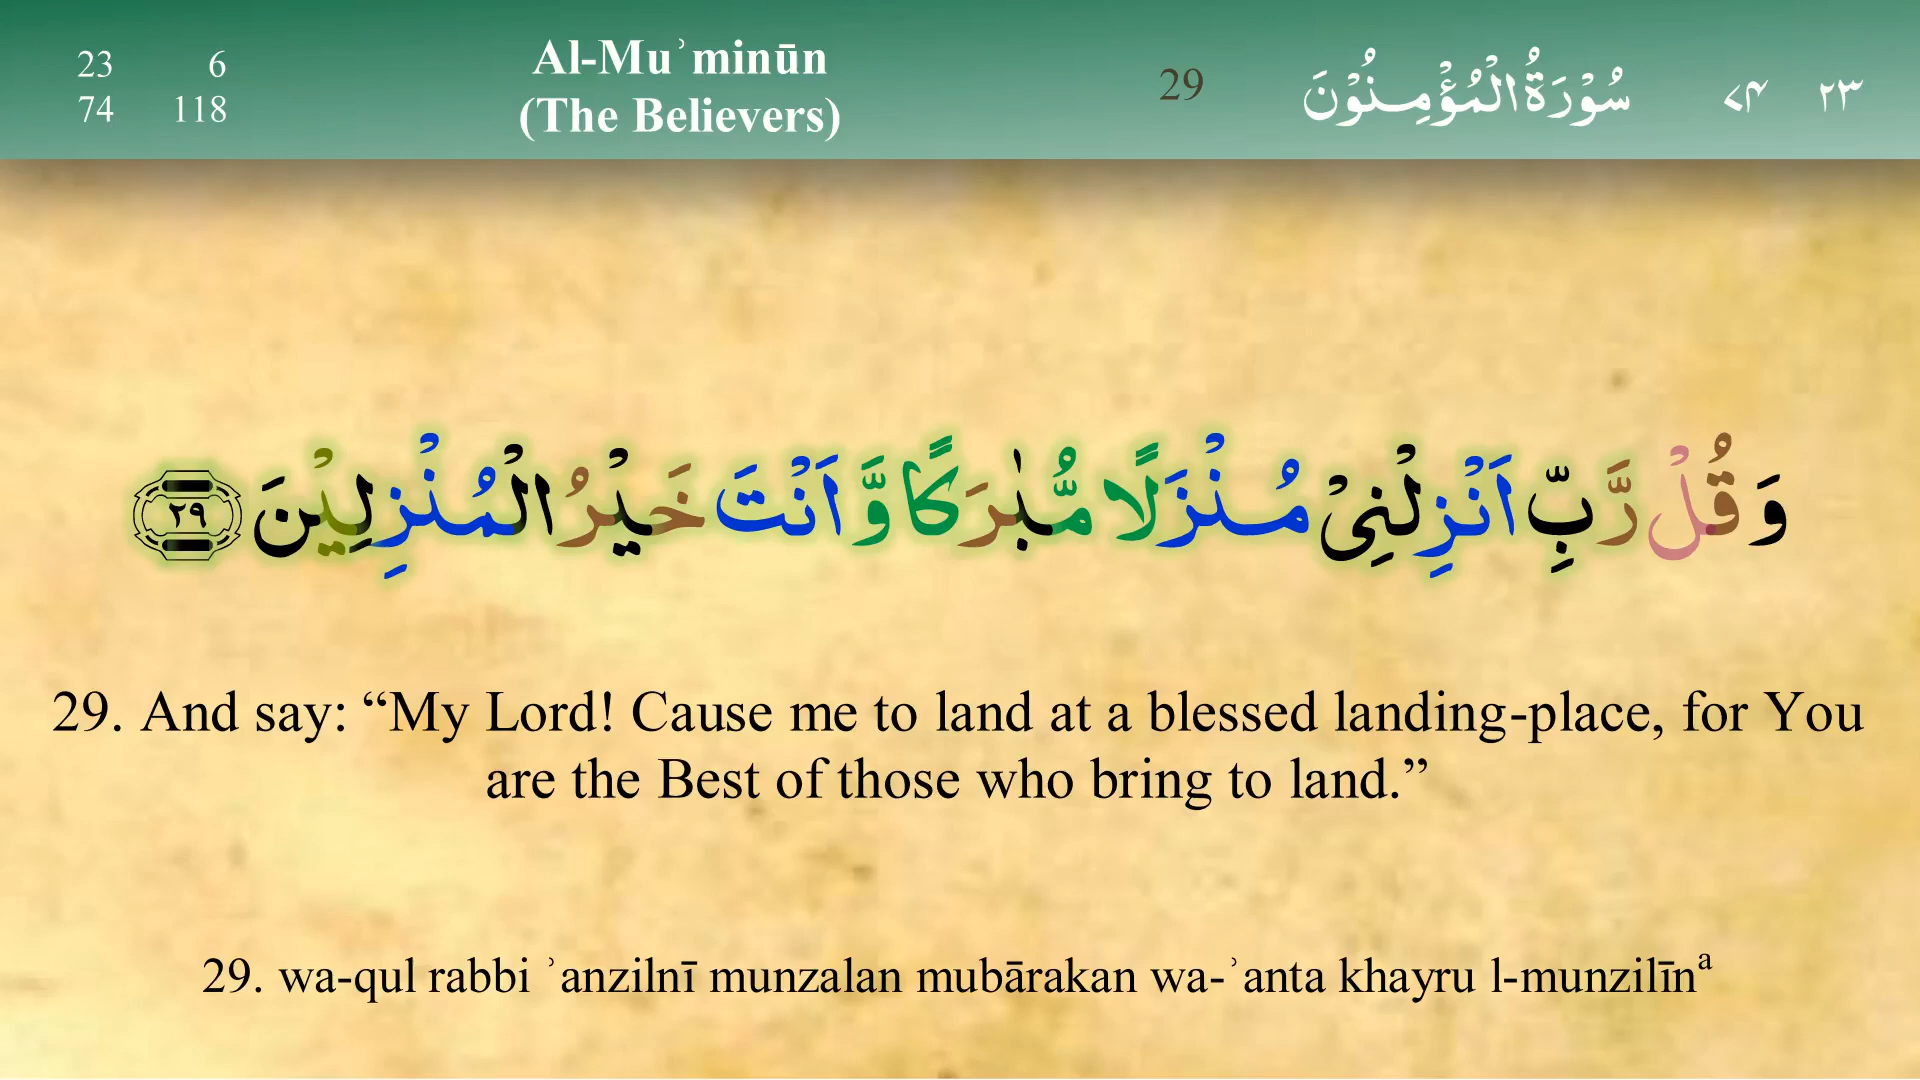 23 6
74 118
Al-Muʾminūn
(The Believers)
29
سُوْرَةُ الْمُؤْمِنُوْنَ
٧٤ ٢٣
وَقُلْ رَّبِّ اَنْزِلْنِیْ مُنْزَلًا مُّبٰرَكًا وَّاَنْتَ خَیْرُ الْمُنْزِلِیْنَ ٢٩
29. And say: “My Lord! Cause me to land at a blessed landing-place, for You
are the Best of those who bring to land.”
29. wa-qul rabbi ʾanzilnī munzalan mubārakan wa-ʾanta khayru l-munzilīnᵃ